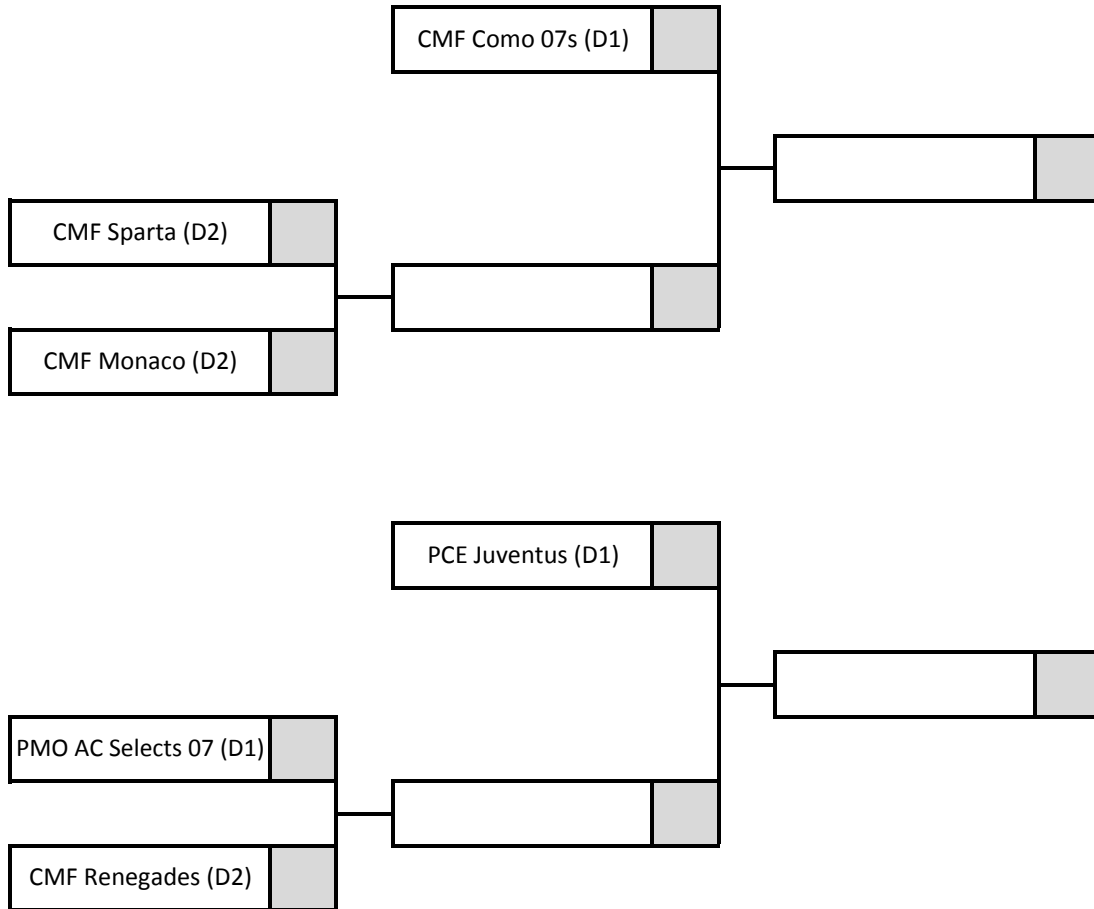 CMF Como 07s (D1)
CMF Sparta (D2)
CMF Monaco (D2)
PCE Juventus (D1)
PMO AC Selects 07 (D1)
CMF Renegades (D2)